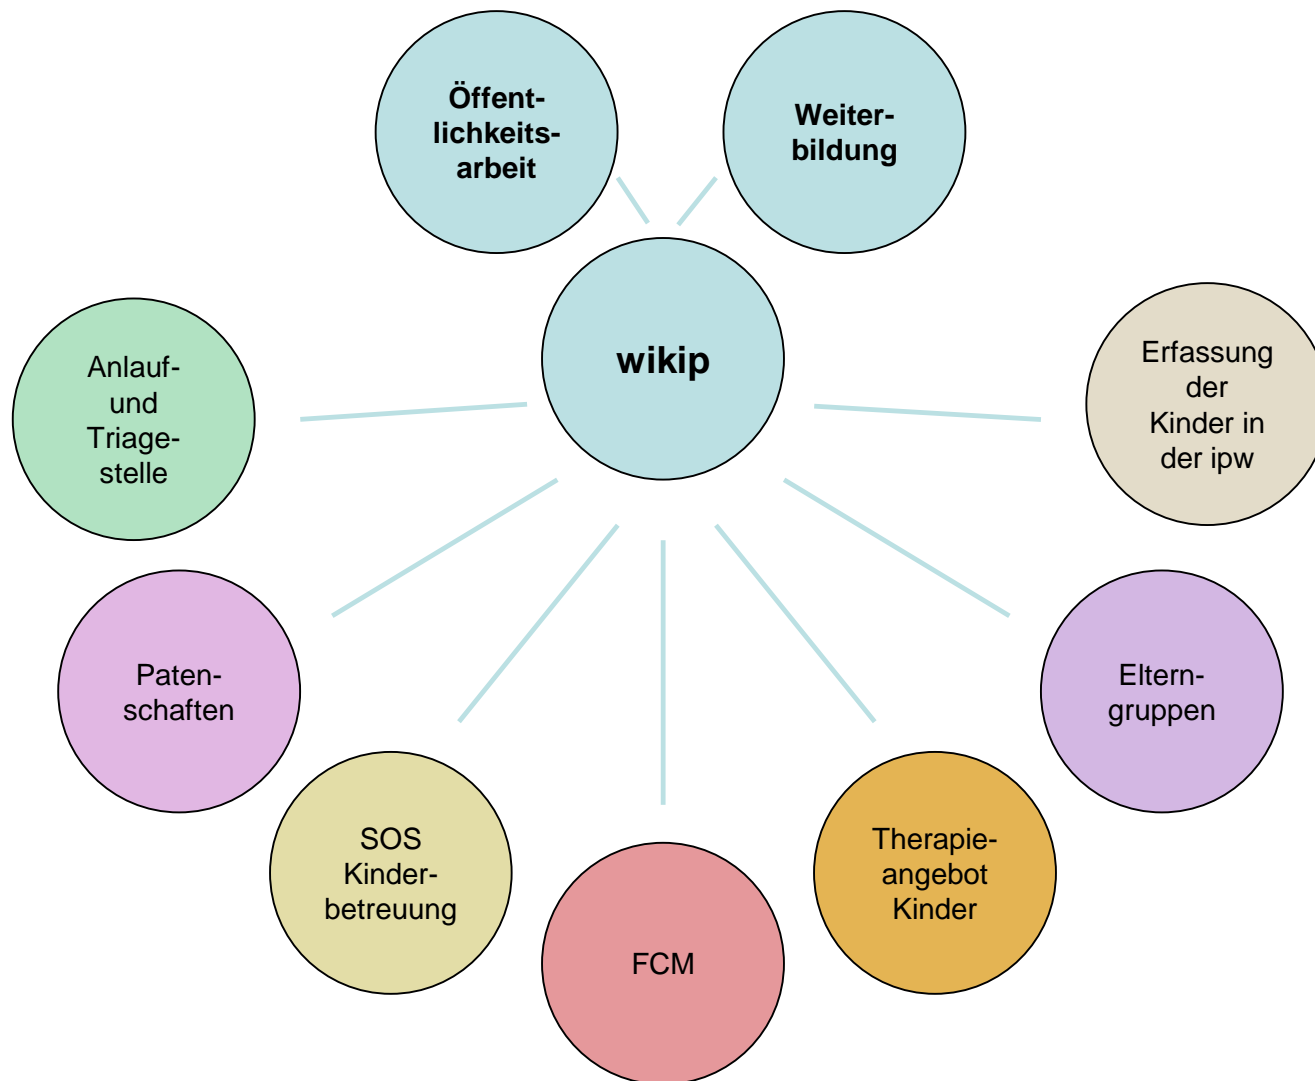 Öffent-
lichkeits-
arbeit
Weiter-
bildung
wikip
Anlauf-
und
Triage-
stelle
Erfassung
der
Kinder in
der ipw
Paten-
schaften
Eltern-
gruppen
SOS
Kinder-
betreuung
Therapie-
angebot
Kinder
FCM